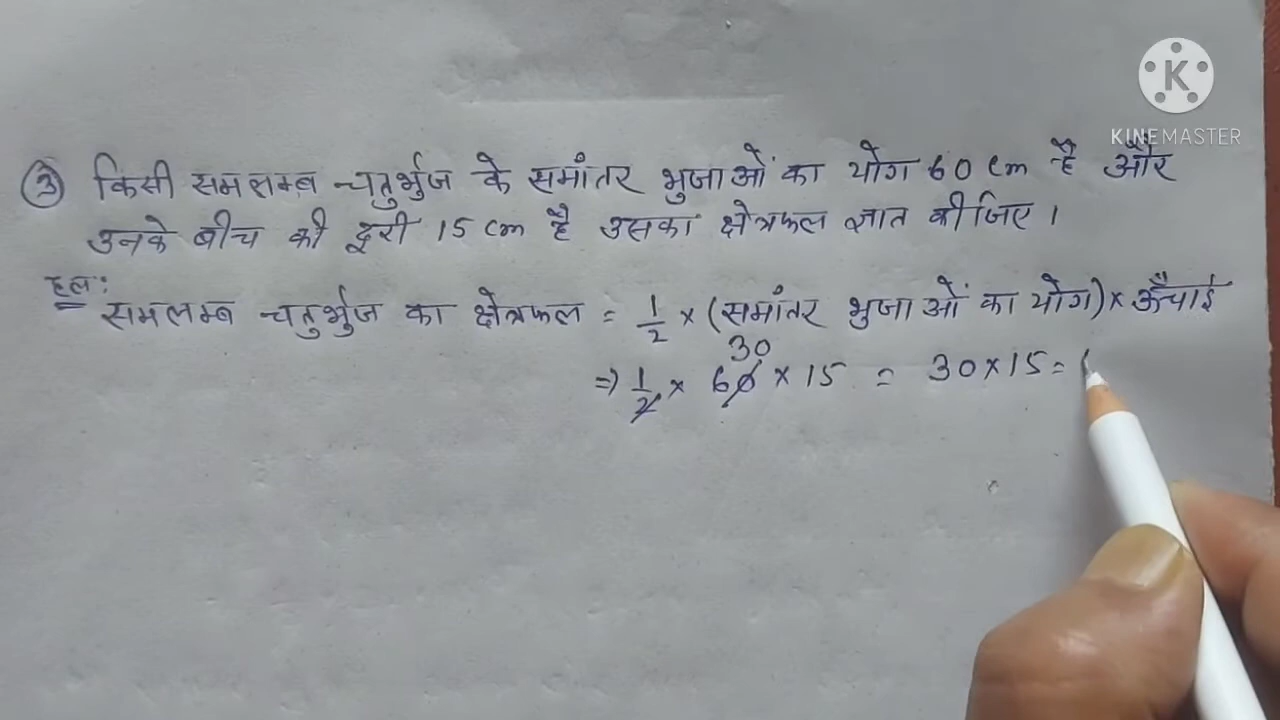 K
KINEMASTER
③ किसी समलम्ब चतुर्भुज के समांतर भुजाओं का योग 60 cm है और
उनके बीच की दूरी 15 cm है उसका क्षेत्रफल ज्ञात कीजिए।
हल:
समलम्ब चतुर्भुज का क्षेत्रफल = 1/2 × (समांतर भुजाओं का योग) × ऊँचाई
30
=> 1/2 × 60 × 15 = 30 × 15 =